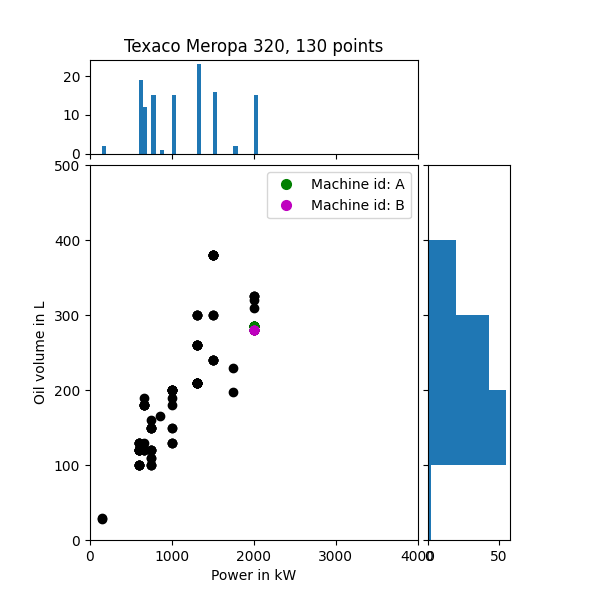 Texaco Meropa 320, 130 points
20
10
0
500
400
300
200
100
0
Oil volume in L
Machine id: A
Machine id: B
0 1000 2000 3000 4000
Power in kW
0 50